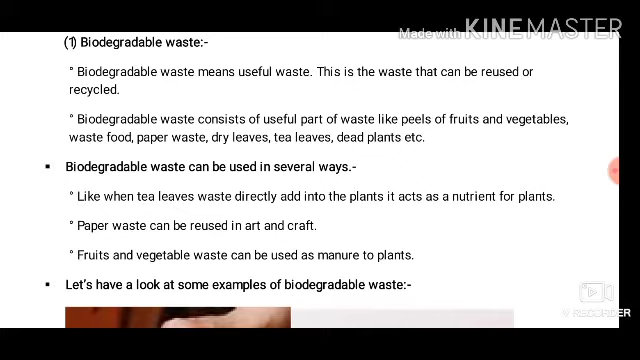 Made with KINEMASTER
(1) Biodegradable waste:-
° Biodegradable waste means useful waste. This is the waste that can be reused or
recycled.
° Biodegradable waste consists of useful part of waste like peels of fruits and vegetables,
waste food, paper waste, dry leaves, tea leaves, dead plants etc.
▪ Biodegradable waste can be used in several ways.-
° Like when tea leaves waste directly add into the plants it acts as a nutrient for plants.
° Paper waste can be reused in art and craft.
° Fruits and vegetable waste can be used as manure to plants.
▪ Let's have a look at some examples of biodegradable waste:-
V RECORDER